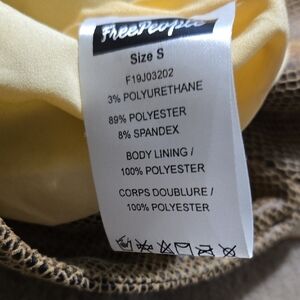 FreePeople
Size S
F19J03202
3% POLYURETHANE
89% POLYESTER
8% SPANDEX
BODY LINING /
100% POLYESTER
CORPS DOUBLURE /
100% POLYESTER